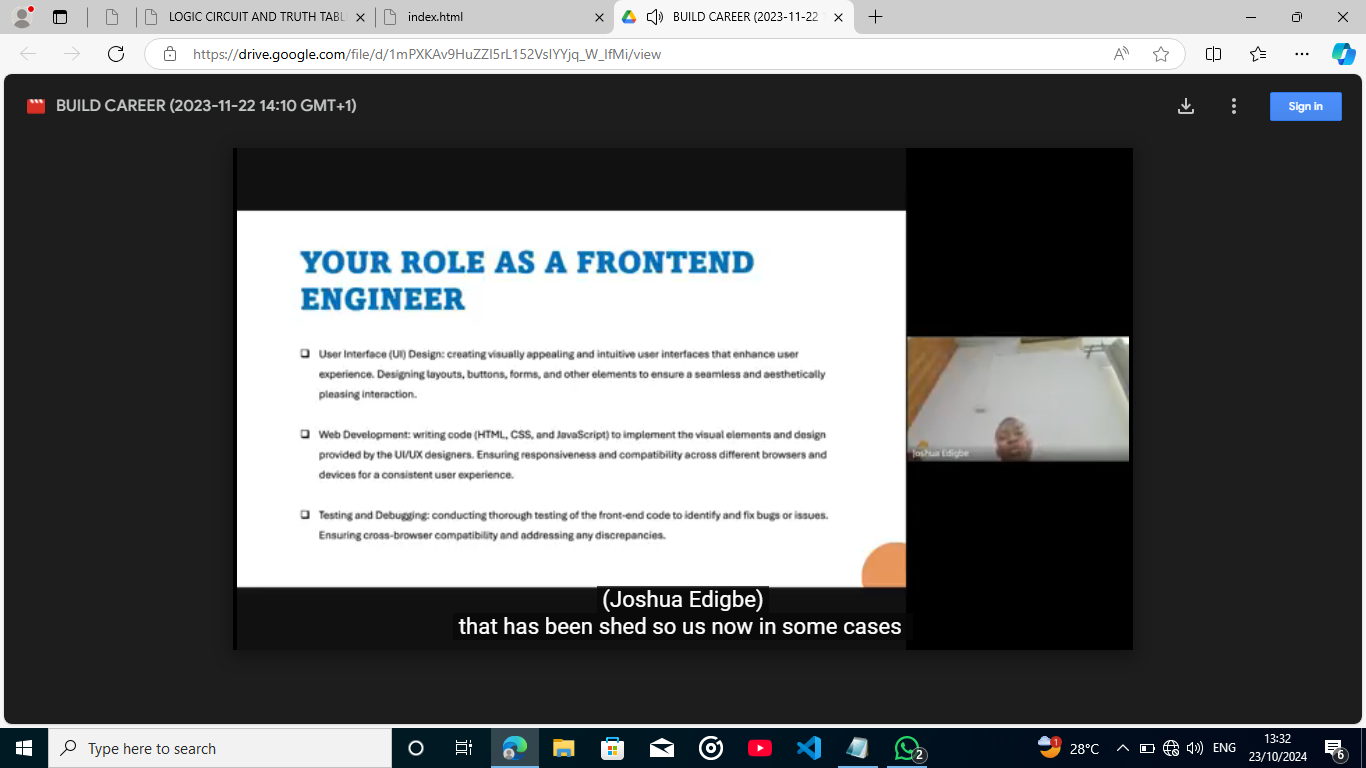 LOGIC CIRCUIT AND TRUTH TABL
index.html
BUILD CAREER (2023-11-22
https://drive.google.com/file/d/1mPXKAv9HuZZI5rL152VslYYjq_W_IfMi/view
BUILD CAREER (2023-11-22 14:10 GMT+1)
Sign in
YOUR ROLE AS A FRONTEND
ENGINEER
User Interface (UI) Design: creating visually appealing and intuitive user interfaces that enhance user
experience. Designing layouts, buttons, forms, and other elements to ensure a seamless and aesthetically
pleasing interaction.
Web Development: writing code (HTML, CSS, and JavaScript) to implement the visual elements and design
provided by the UI/UX designers. Ensuring responsiveness and compatibility across different browsers and
devices for a consistent user experience.
Testing and Debugging: conducting thorough testing of the front-end code to identify and fix bugs or issues.
Ensuring cross-browser compatibility and addressing any discrepancies.
Joshua Edigbe
(Joshua Edigbe)
that has been shed so us now in some cases
Type here to search
2
1
28°C
ENG
13:32
23/10/2024
6